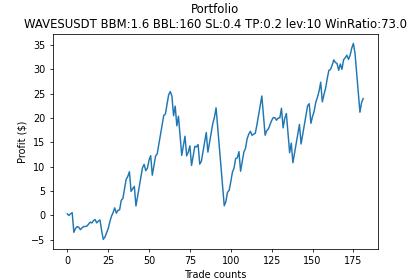 Portfolio
WAVESUSDT BBM:1.6 BBL:160 SL:0.4 TP:0.2 lev:10 WinRatio:73.0
35
30
25
20
15
10
5
0
−5
Profit ($)
0 25 50 75 100 125 150 175
Trade counts